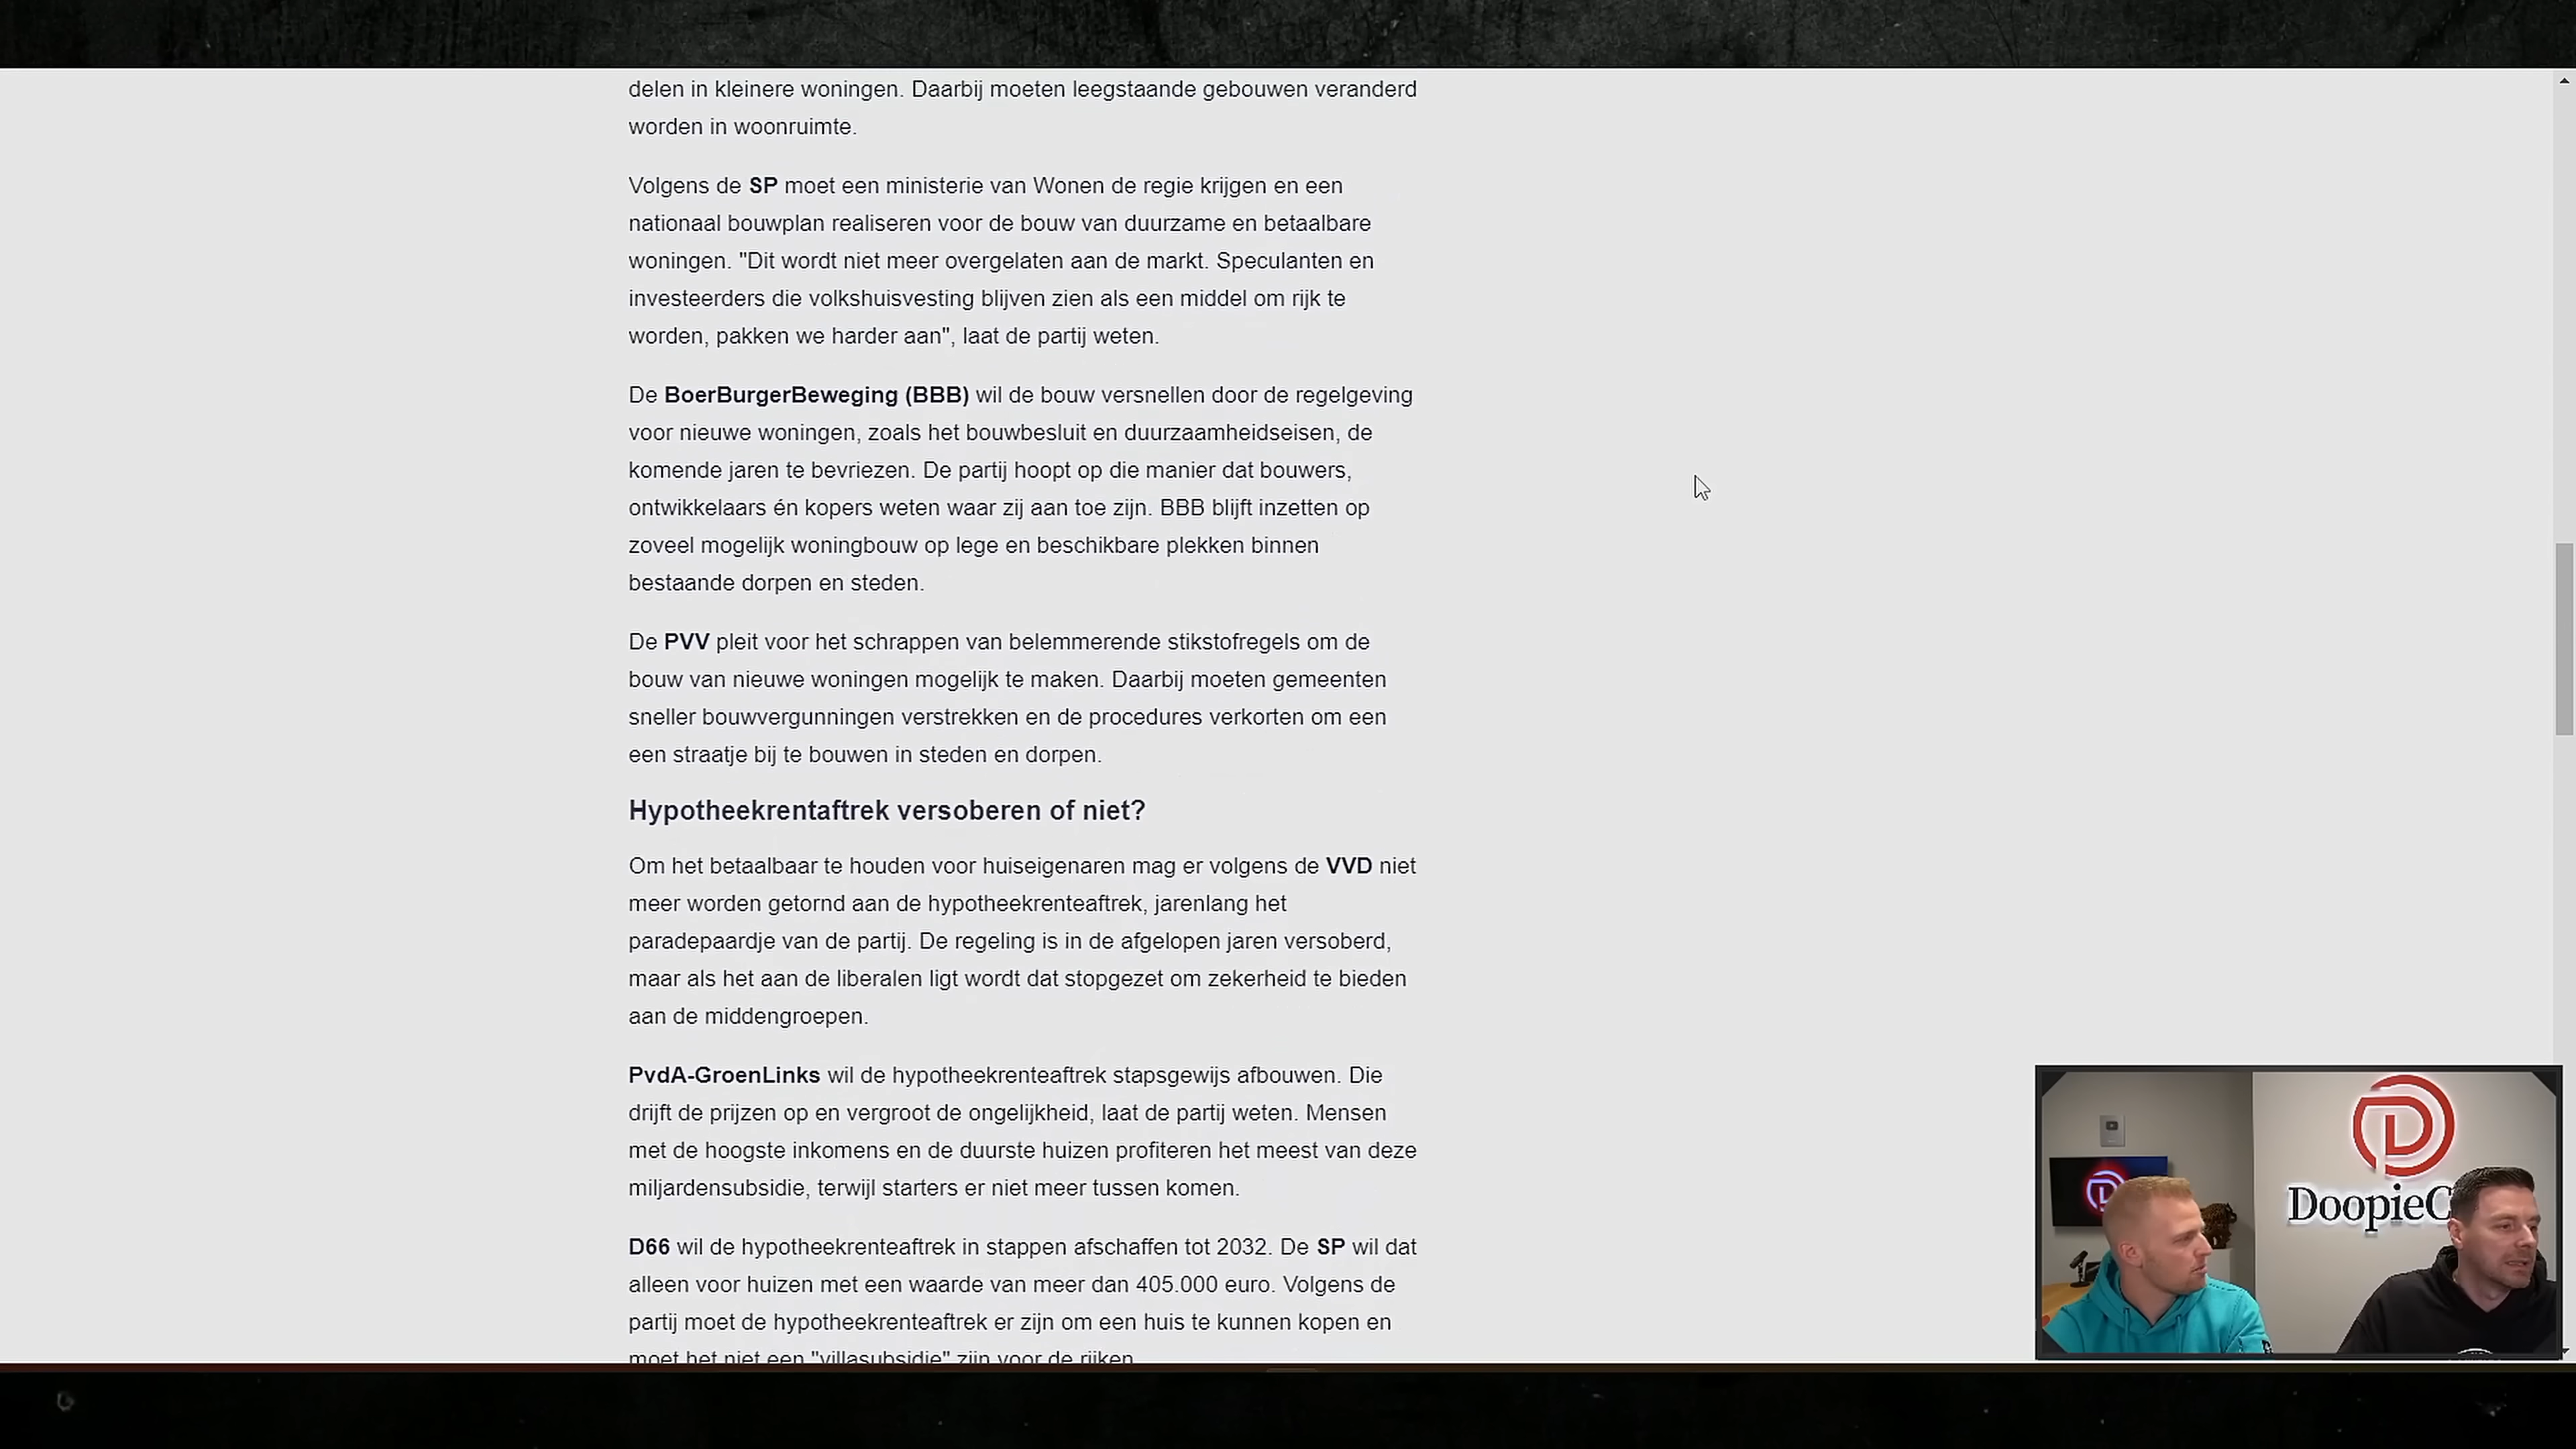 delen in kleinere woningen. Daarbij moeten leegstaande gebouwen veranderd
worden in woonruimte.
Volgens de SP moet een ministerie van Wonen de regie krijgen en een
nationaal bouwplan realiseren voor de bouw van duurzame en betaalbare
woningen. "Dit wordt niet meer overgelaten aan de markt. Speculanten en
investeerders die volkshuisvesting blijven zien als een middel om rijk te
worden, pakken we harder aan", laat de partij weten.
De BoerBurgerBeweging (BBB) wil de bouw versnellen door de regelgeving
voor nieuwe woningen, zoals het bouwbesluit en duurzaamheidseisen, de
komende jaren te bevriezen. De partij hoopt op die manier dat bouwers,
ontwikkelaars én kopers weten waar zij aan toe zijn. BBB blijft inzetten op
zoveel mogelijk woningbouw op lege en beschikbare plekken binnen
bestaande dorpen en steden.
De PVV pleit voor het schrappen van belemmerende stikstofregels om de
bouw van nieuwe woningen mogelijk te maken. Daarbij moeten gemeenten
sneller bouwvergunningen verstrekken en de procedures verkorten om een
een straatje bij te bouwen in steden en dorpen.
Hypotheekrentaftrek versoberen of niet?
Om het betaalbaar te houden voor huiseigenaren mag er volgens de VVD niet
meer worden getornd aan de hypotheekrenteaftrek, jarenlang het
paradepaardje van de partij. De regeling is in de afgelopen jaren versoberd,
maar als het aan de liberalen ligt wordt dat stopgezet om zekerheid te bieden
aan de middengroepen.
PvdA-GroenLinks wil de hypotheekrenteaftrek stapsgewijs afbouwen. Die
drijft de prijzen op en vergroot de ongelijkheid, laat de partij weten. Mensen
met de hoogste inkomens en de duurste huizen profiteren het meest van deze
miljardensubsidie, terwijl starters er niet meer tussen komen.
D66 wil de hypotheekrenteaftrek in stappen afschaffen tot 2032. De SP wil dat
alleen voor huizen met een waarde van meer dan 405.000 euro. Volgens de
partij moet de hypotheekrenteaftrek er zijn om een huis te kunnen kopen en
moet het niet een "villasubsidie" zijn voor de rijken
DoopieC